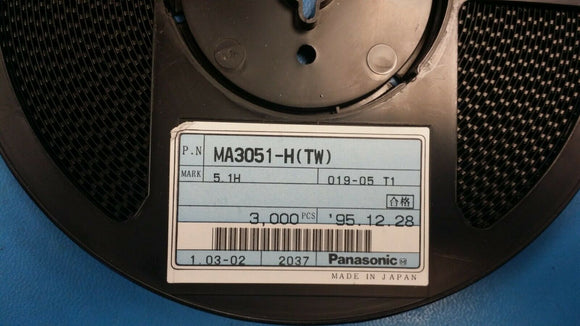 P.N MA3051-H(TW)
MARK 5.1H 019-05 T1
合格
3,000 PCS '95.12.28
1.03-02 2037 Panasonic
MADE IN JAPAN